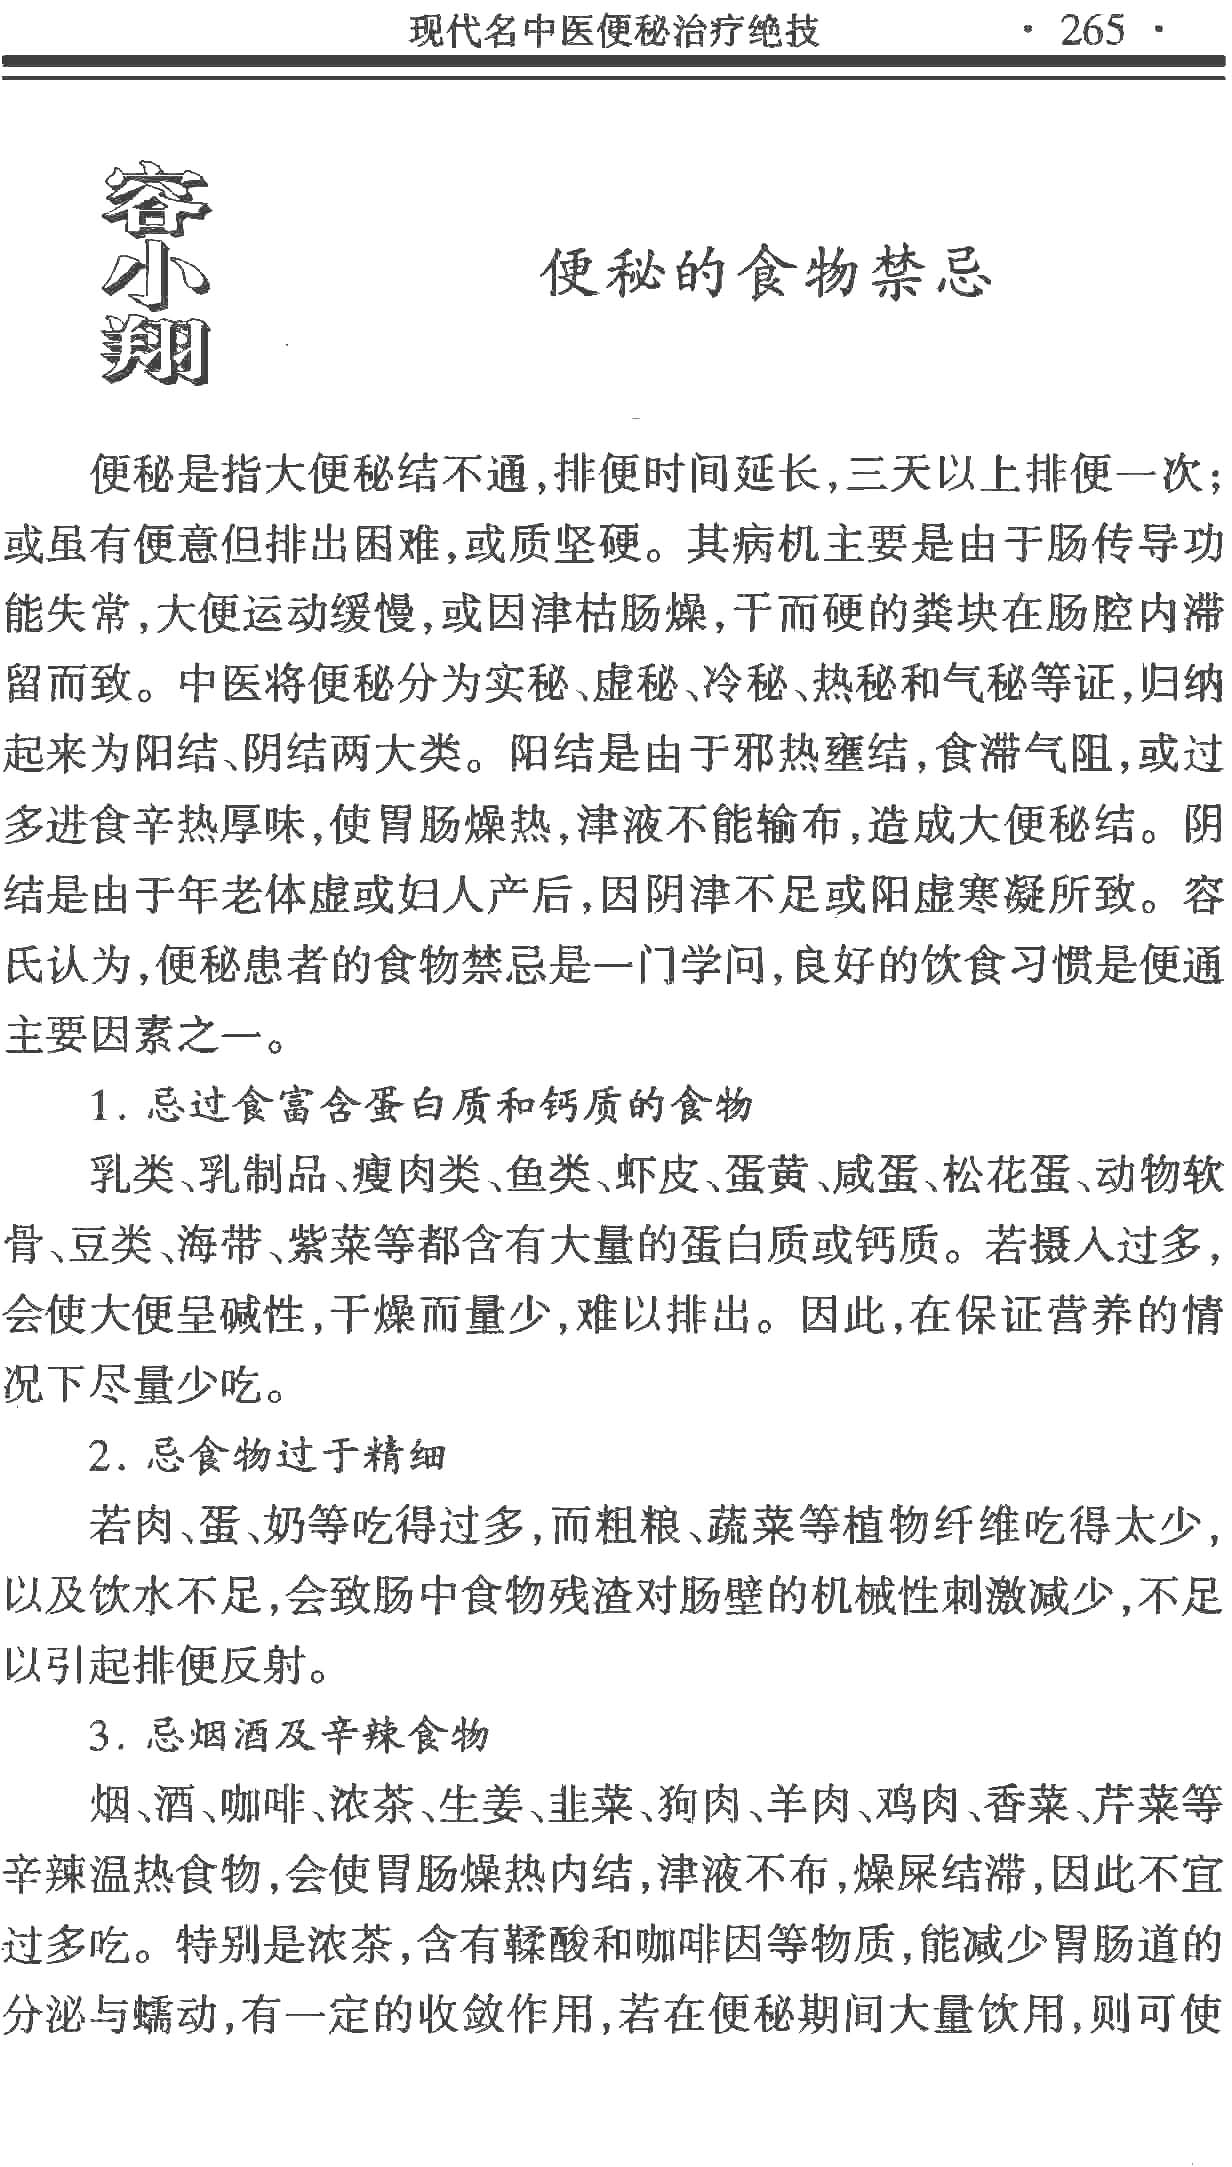 现代名中医便秘治疗绝技 · 265 ·
容小翔
便秘的食物禁忌
便秘是指大便秘结不通,排便时间延长,三天以上排便一次;
或虽有便意但排出困难,或质坚硬。其病机主要是由于肠传导功
能失常,大便运动缓慢,或因津枯肠燥,干而硬的粪块在肠腔内滞
留而致。中医将便秘分为实秘、虚秘、冷秘、热秘和气秘等证,归纳
起来为阳结、阴结两大类。阳结是由于邪热壅结,食滞气阻,或过
多进食辛热厚味,使胃肠燥热,津液不能输布,造成大便秘结。阴
结是由于年老体虚或妇人产后,因阴津不足或阳虚寒凝所致。容
氏认为,便秘患者的食物禁忌是一门学问,良好的饮食习惯是便通
主要因素之一。
1. 忌过食富含蛋白质和钙质的食物
乳类、乳制品、瘦肉类、鱼类、虾皮、蛋黄、咸蛋、松花蛋、动物软
骨、豆类、海带、紫菜等都含有大量的蛋白质或钙质。若摄入过多,
会使大便呈碱性,干燥而量少,难以排出。因此,在保证营养的情
况下尽量少吃。
2. 忌食物过于精细
若肉、蛋、奶等吃得过多,而粗粮、蔬菜等植物纤维吃得太少,
以及饮水不足,会致肠中食物残渣对肠壁的机械性刺激减少,不足
以引起排便反射。
3. 忌烟酒及辛辣食物
烟、酒、咖啡、浓茶、生姜、韭菜、狗肉、羊肉、鸡肉、香菜、芹菜等
辛辣温热食物,会使胃肠燥热内结,津液不布,燥屎结滞,因此不宜
过多吃。特别是浓茶,含有鞣酸和咖啡因等物质,能减少胃肠道的
分泌与蠕动,有一定的收敛作用,若在便秘期间大量饮用,则可使